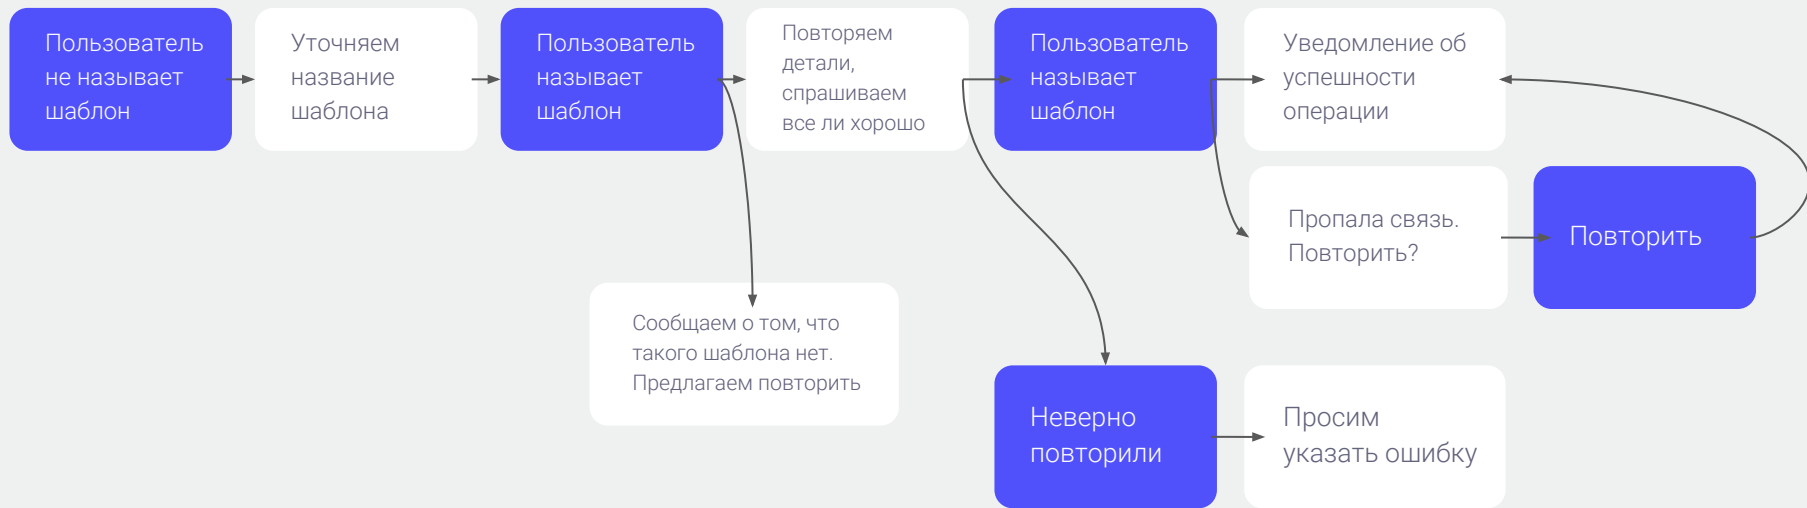 Пользователь
не называет
шаблон
Уточняем
название
шаблона
Пользователь
называет
шаблон
Повторяем
детали,
спрашиваем
все ли хорошо
Пользователь
называет
шаблон
Уведомление об
успешности
операции
Пропала связь.
Повторить?
Повторить
Сообщаем о том, что
такого шаблона нет.
Предлагаем повторить
Неверно
повторили
Просим
указать ошибку